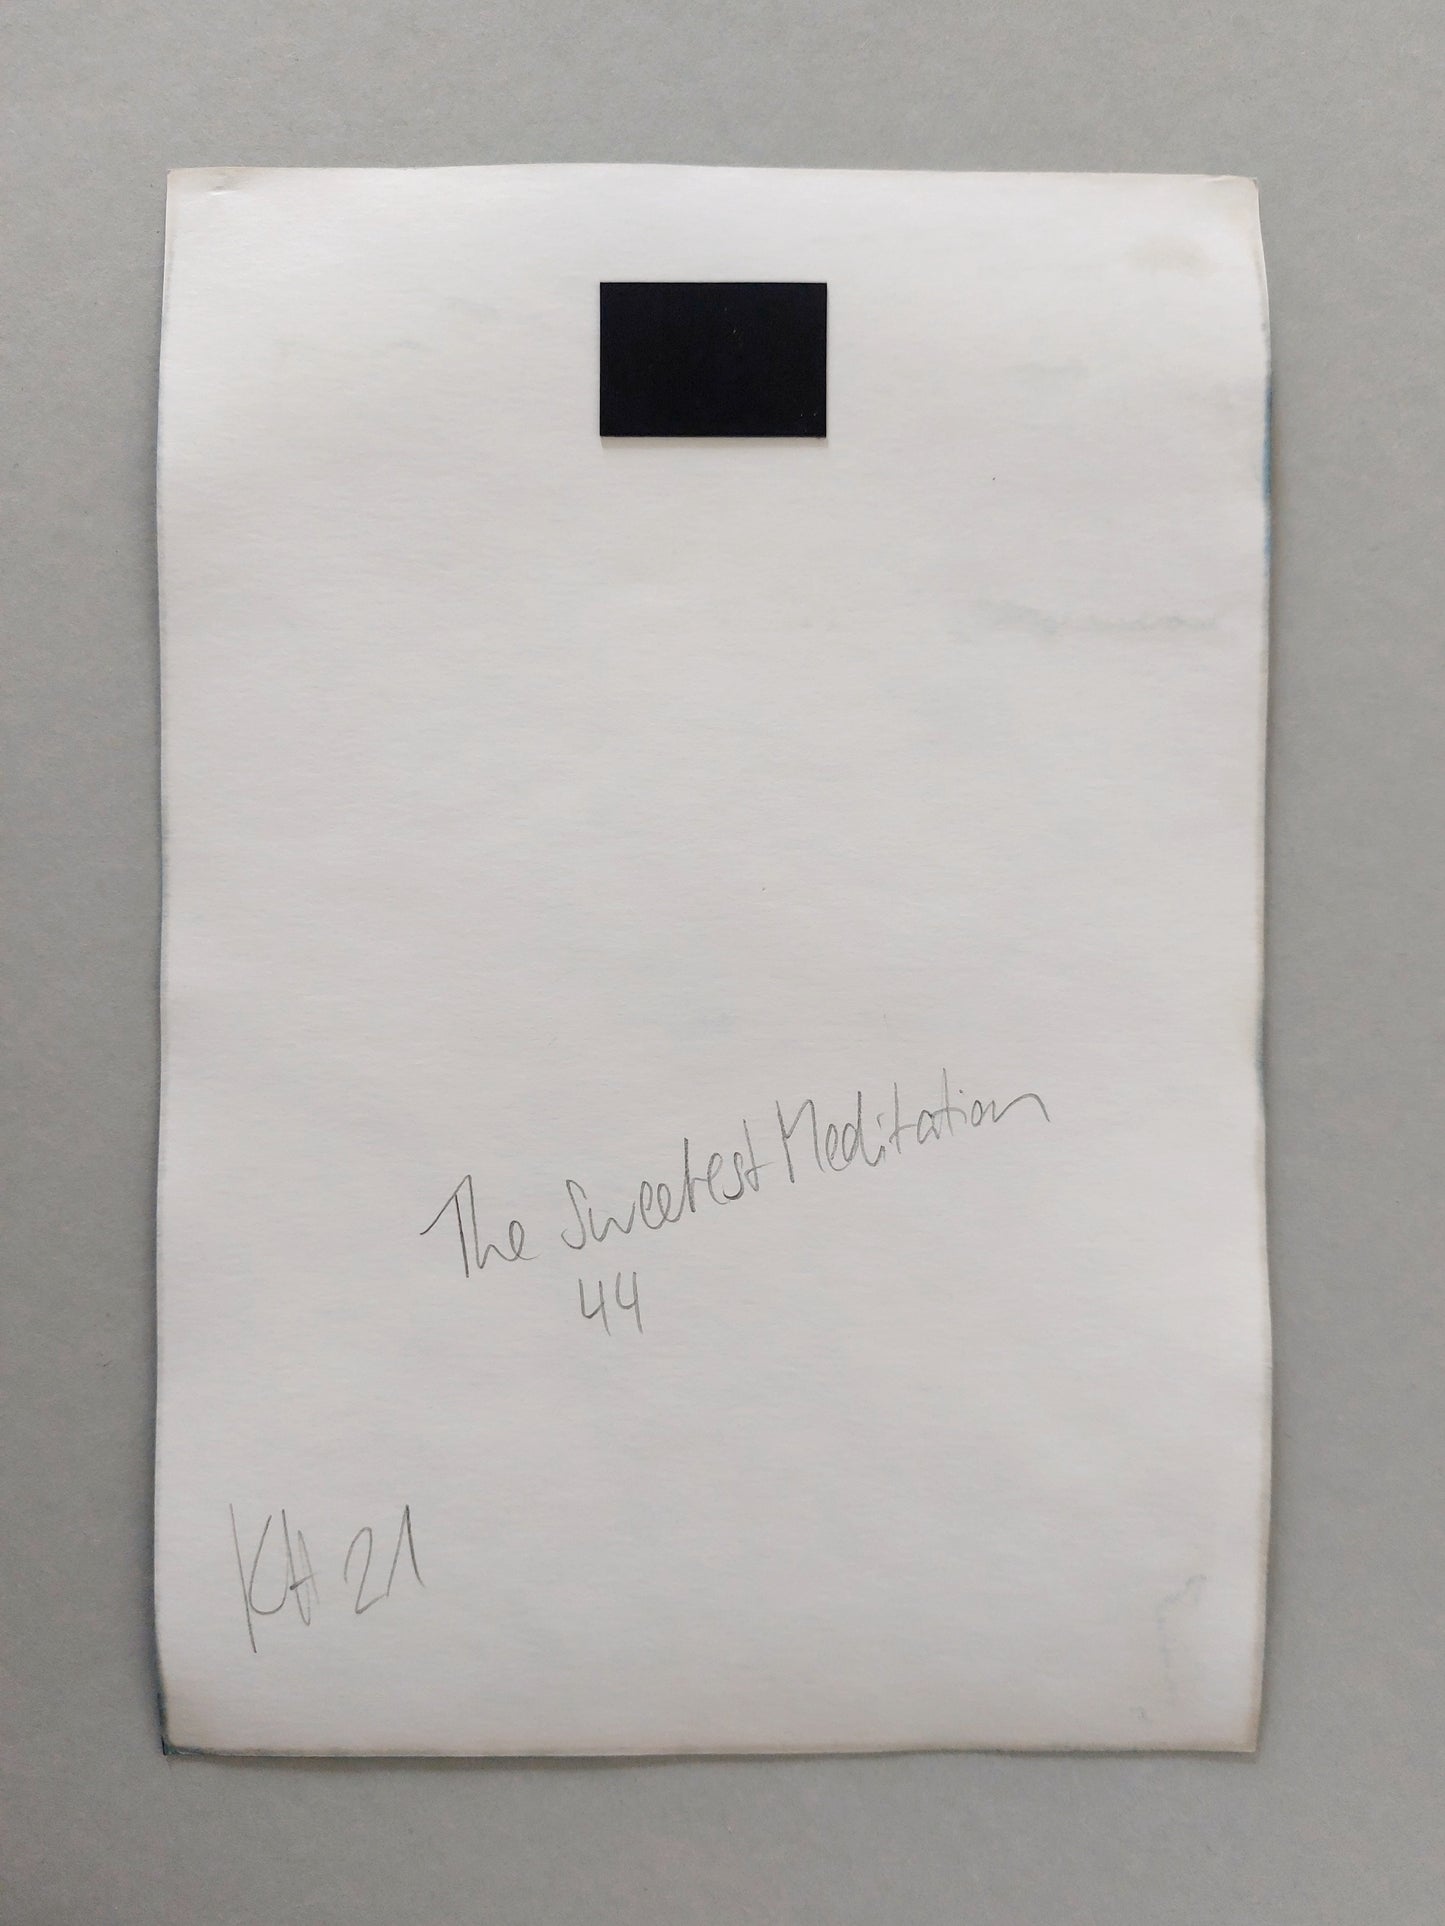 The Sweetest Meditation
44
KH 21